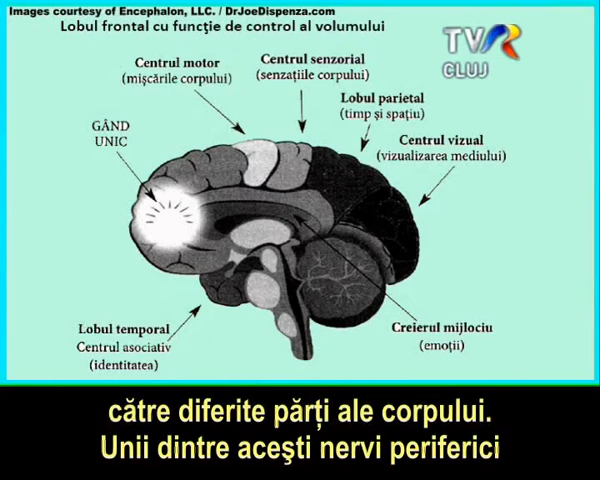 Images courtesy of Encephalon, LLC. / DrJoeDispenza.com
Lobul frontal cu funcţie de control al volumului
TVR
CLUJ
Centrul motor
(mişcările corpului)
Centrul senzorial
(senzaţiile corpului)
Lobul parietal
(timp şi spaţiu)
Centrul vizual
(vizualizarea mediului)
GÂND
UNIC
Lobul temporal
Centrul asociativ
(identitatea)
Creierul mijlociu
(emoţii)
către diferite părți ale corpului.
Unii dintre aceşti nervi periferici